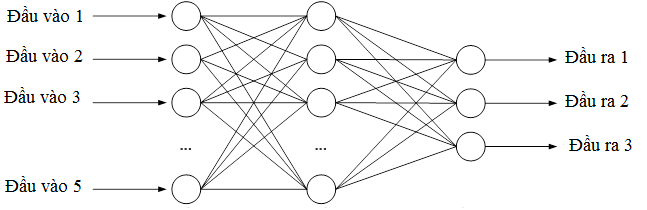 Đầu vào 1
Đầu vào 2
Đầu vào 3
...
...
Đầu vào 5
Đầu ra 1
Đầu ra 2
Đầu ra 3